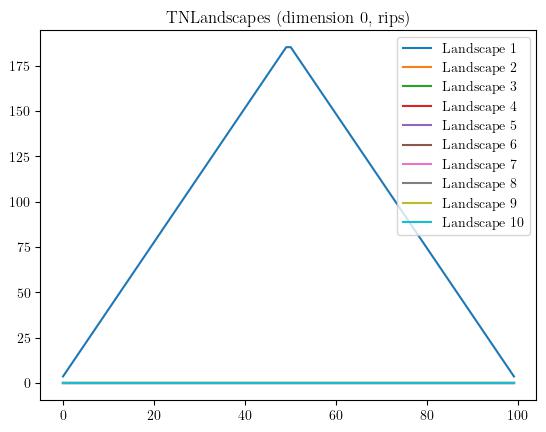 TNLandscapes (dimension 0, rips)
175
150
125
100
75
50
25
0
0 20 40 60 80 100
Landscape 1
Landscape 2
Landscape 3
Landscape 4
Landscape 5
Landscape 6
Landscape 7
Landscape 8
Landscape 9
Landscape 10